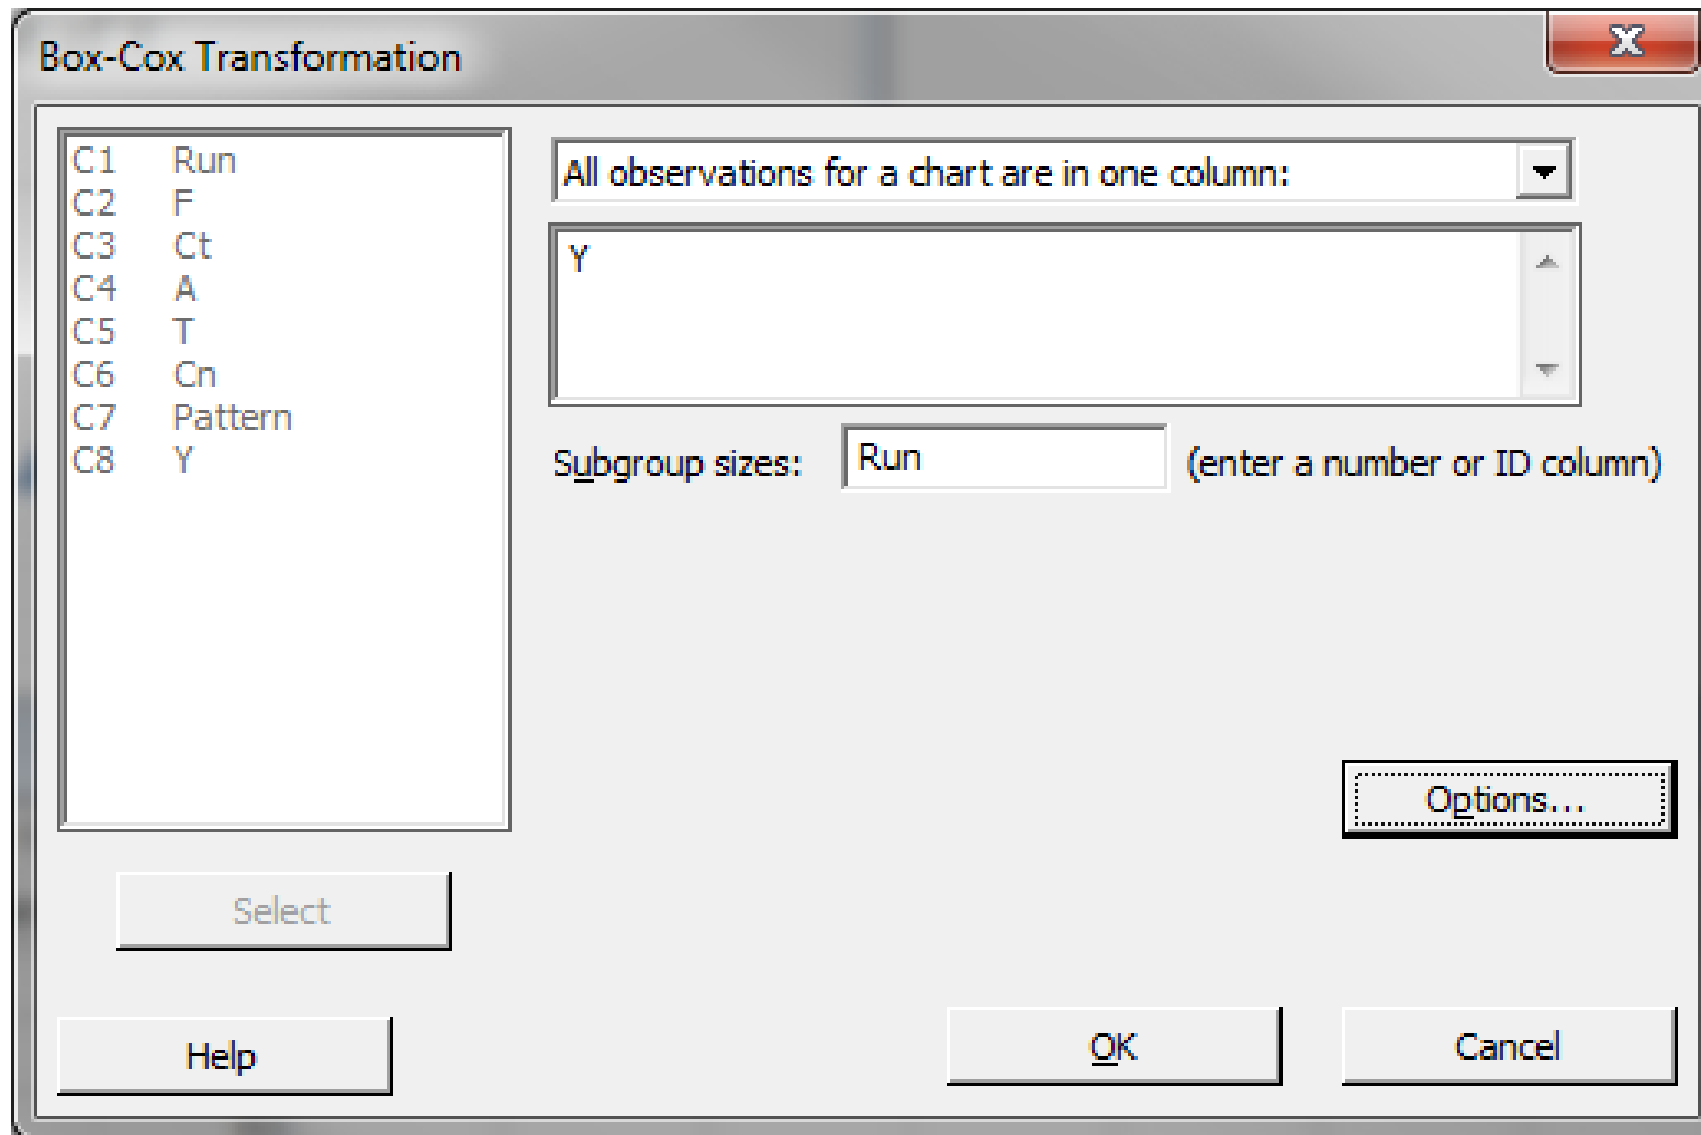 Box-Cox Transformation
C1 Run
C2 F
C3 Ct
C4 A
C5 T
C6 Cn
C7 Pattern
C8 Y
All observations for a chart are in one column:
Y
Subgroup sizes: Run (enter a number or ID column)
Options...
Select
Help
OK
Cancel